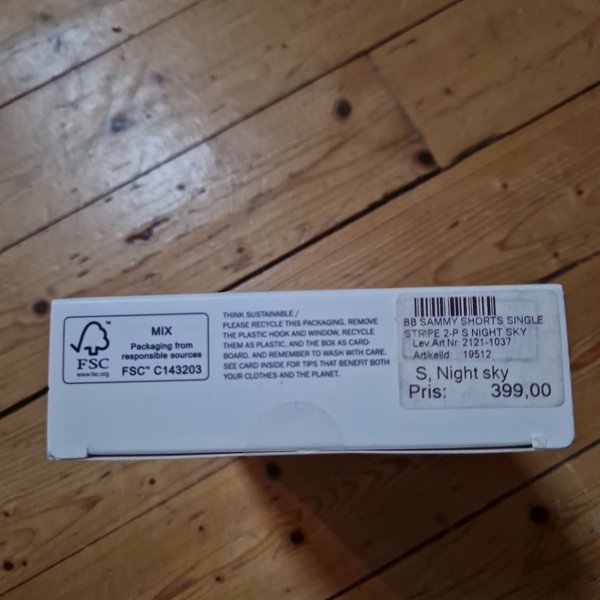 FSC
www.fsc.org
MIX
Packaging from
responsible sources
FSC™ C143203
THINK SUSTAINABLE /
PLEASE RECYCLE THIS PACKAGING. REMOVE
THE PLASTIC HOOK AND WINDOW, RECYCLE
THEM AS PLASTIC, AND THE BOX AS CARD-
BOARD. AND REMEMBER TO WASH WITH CARE.
SEE CARD INSIDE FOR TIPS THAT BENEFIT BOTH
YOUR CLOTHES AND THE PLANET.
BB SAMMY SHORTS SINGLE
STRIPE 2-P S NIGHT SKY
Lev.Art.Nr: 2121-1037
ArtikelId 19512
S, Night sky
Pris: 399,00